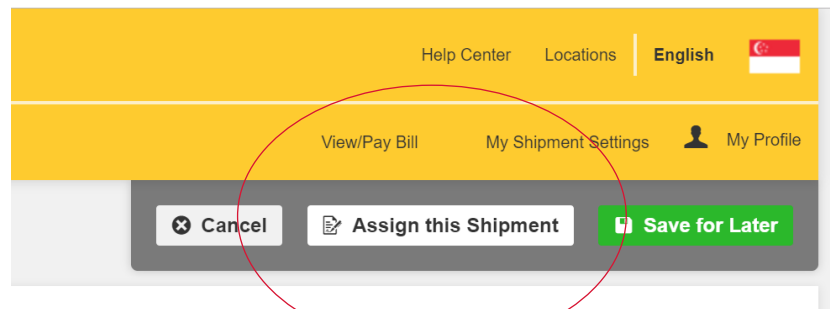 Help Center Locations English
View/Pay Bill My Shipment Settings My Profile
Cancel Assign this Shipment Save for Later